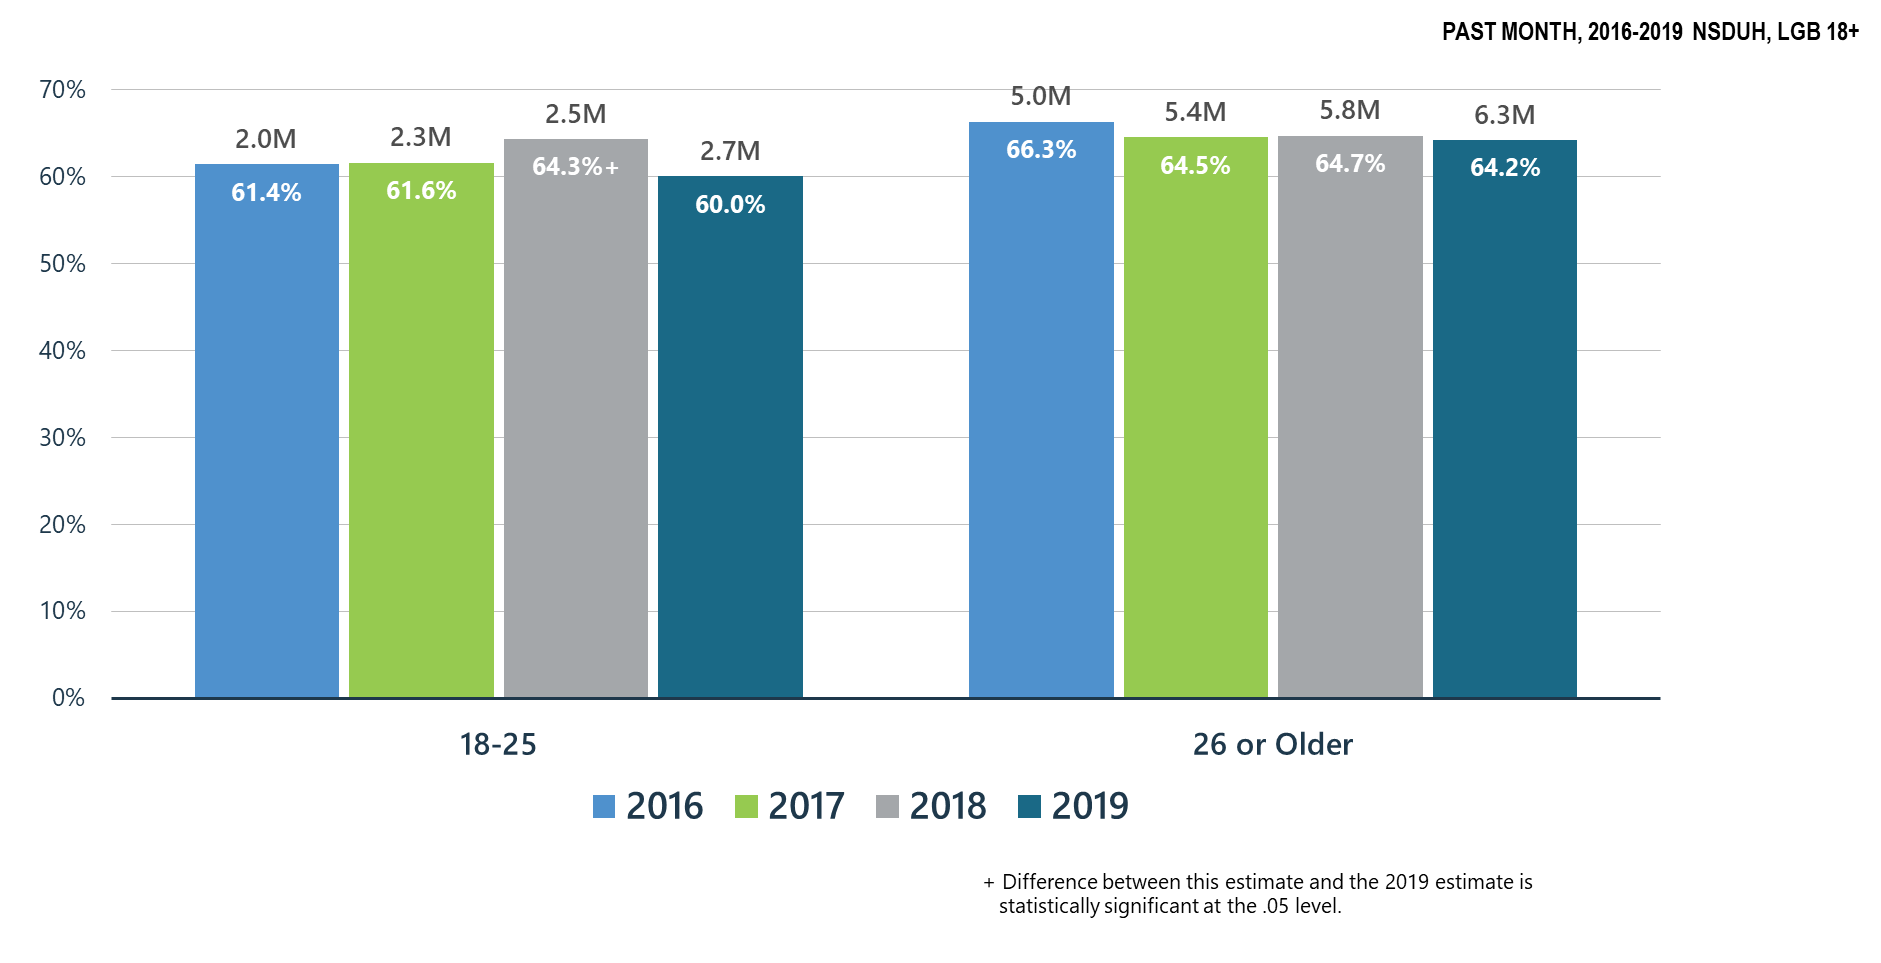 PAST MONTH, 2016-2019 NSDUH, LGB 18+
70%
60%
50%
40%
30%
20%
10%
0%
2.0M
61.4%
2.3M
61.6%
2.5M
64.3%+
2.7M
60.0%
5.0M
66.3%
5.4M
64.5%
5.8M
64.7%
6.3M
64.2%
18-25
26 or Older
2016 2017 2018 2019
+ Difference between this estimate and the 2019 estimate is
statistically significant at the .05 level.